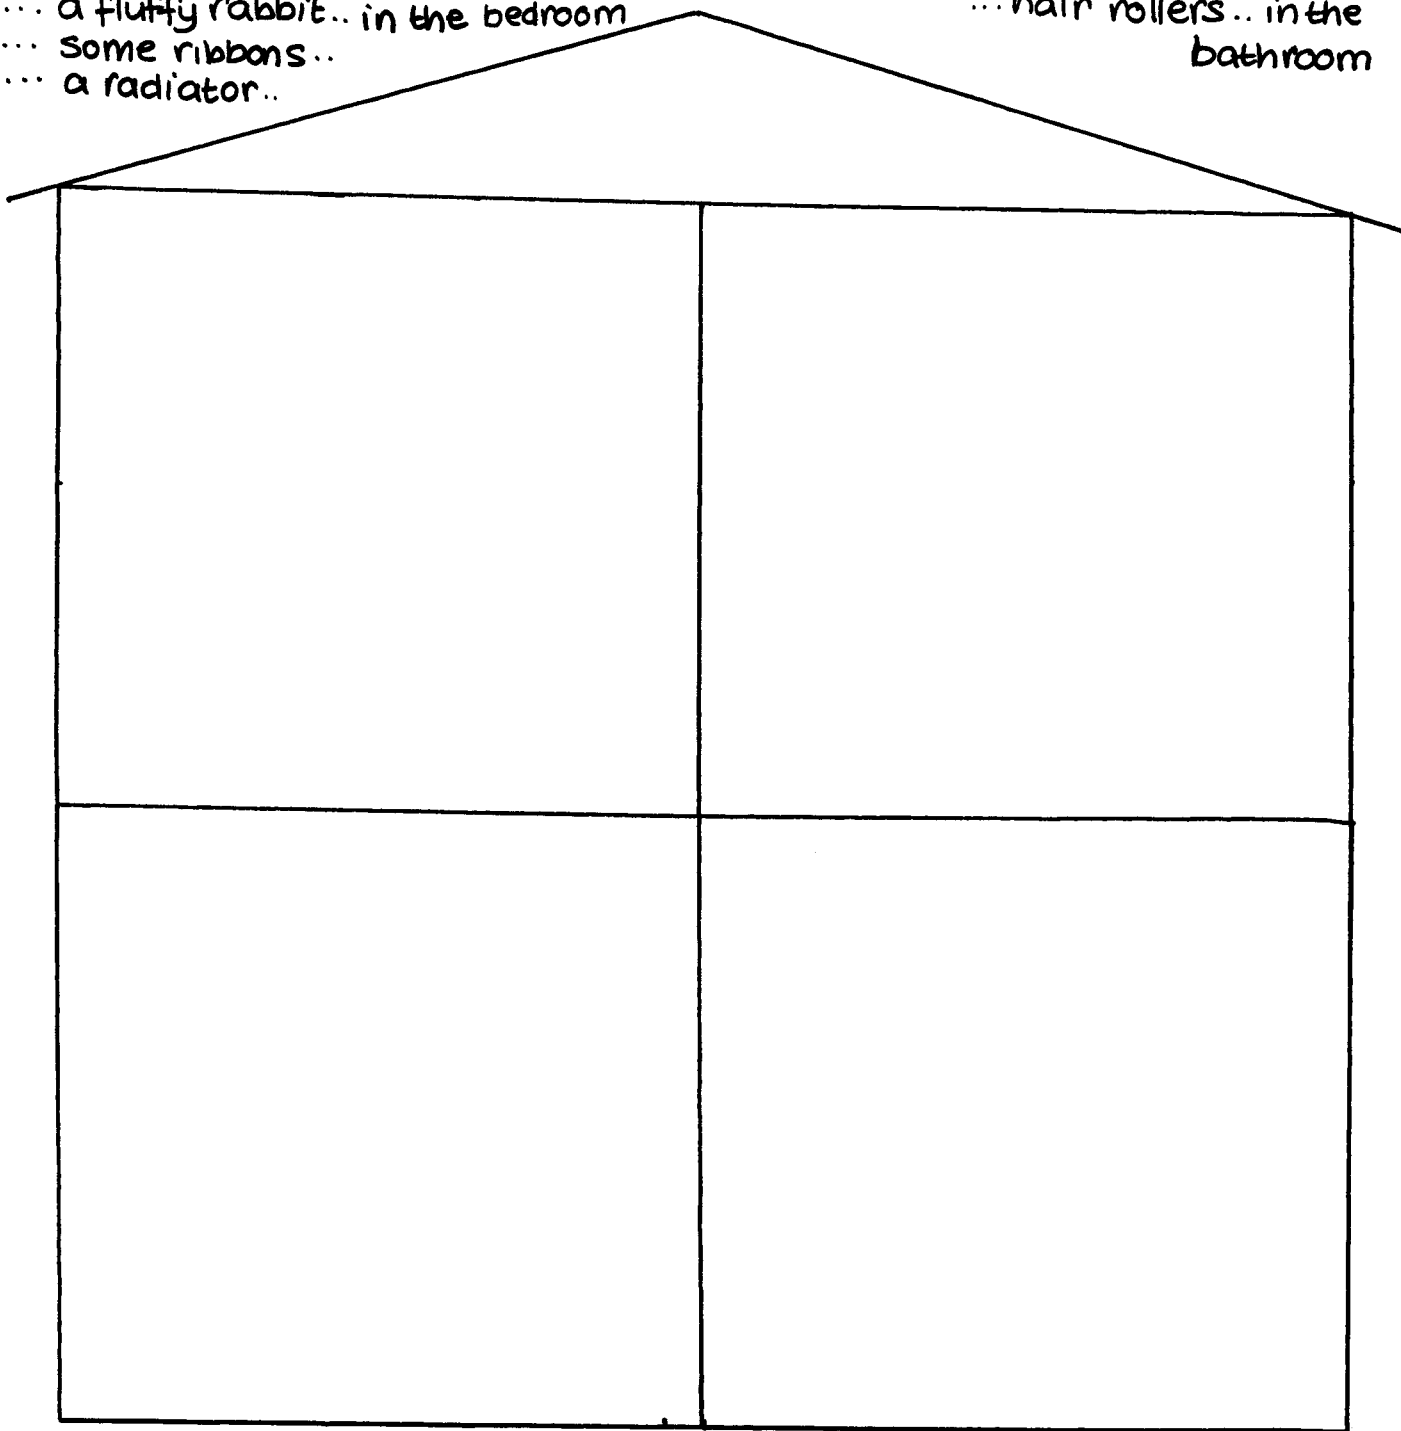 ... a fluffy rabbit.. in the bedroom
... some ribbons..
... a radiator..
... hair rollers.. in the
bathroom